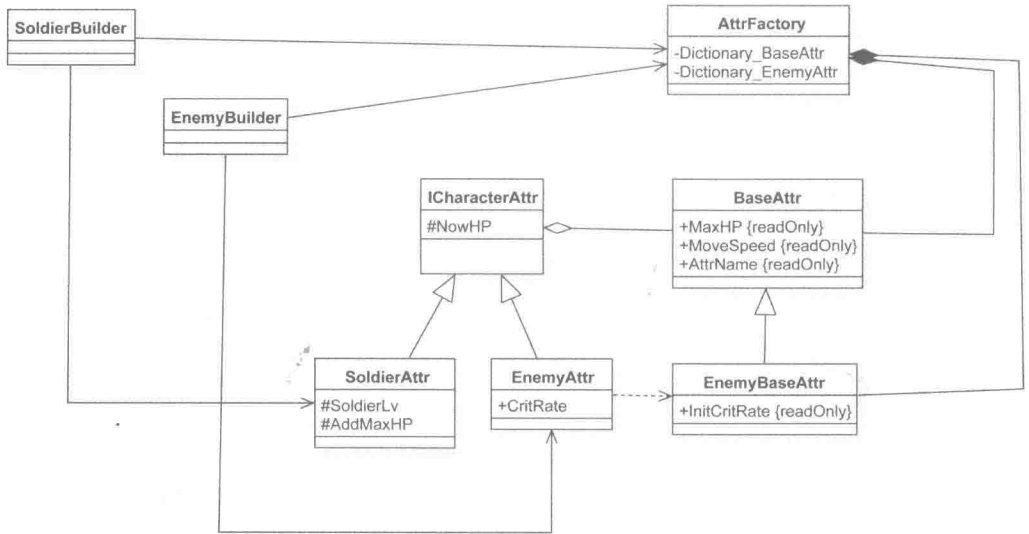 SoldierBuilder
AttrFactory
-Dictionary_BaseAttr
-Dictionary_EnemyAttr
EnemyBuilder
ICharacterAttr
#NowHP
BaseAttr
+MaxHP {readOnly}
+MoveSpeed {readOnly}
+AttrName {readOnly}
SoldierAttr
#SoldierLv
#AddMaxHP
EnemyAttr
+CritRate
EnemyBaseAttr
+InitCritRate {readOnly}